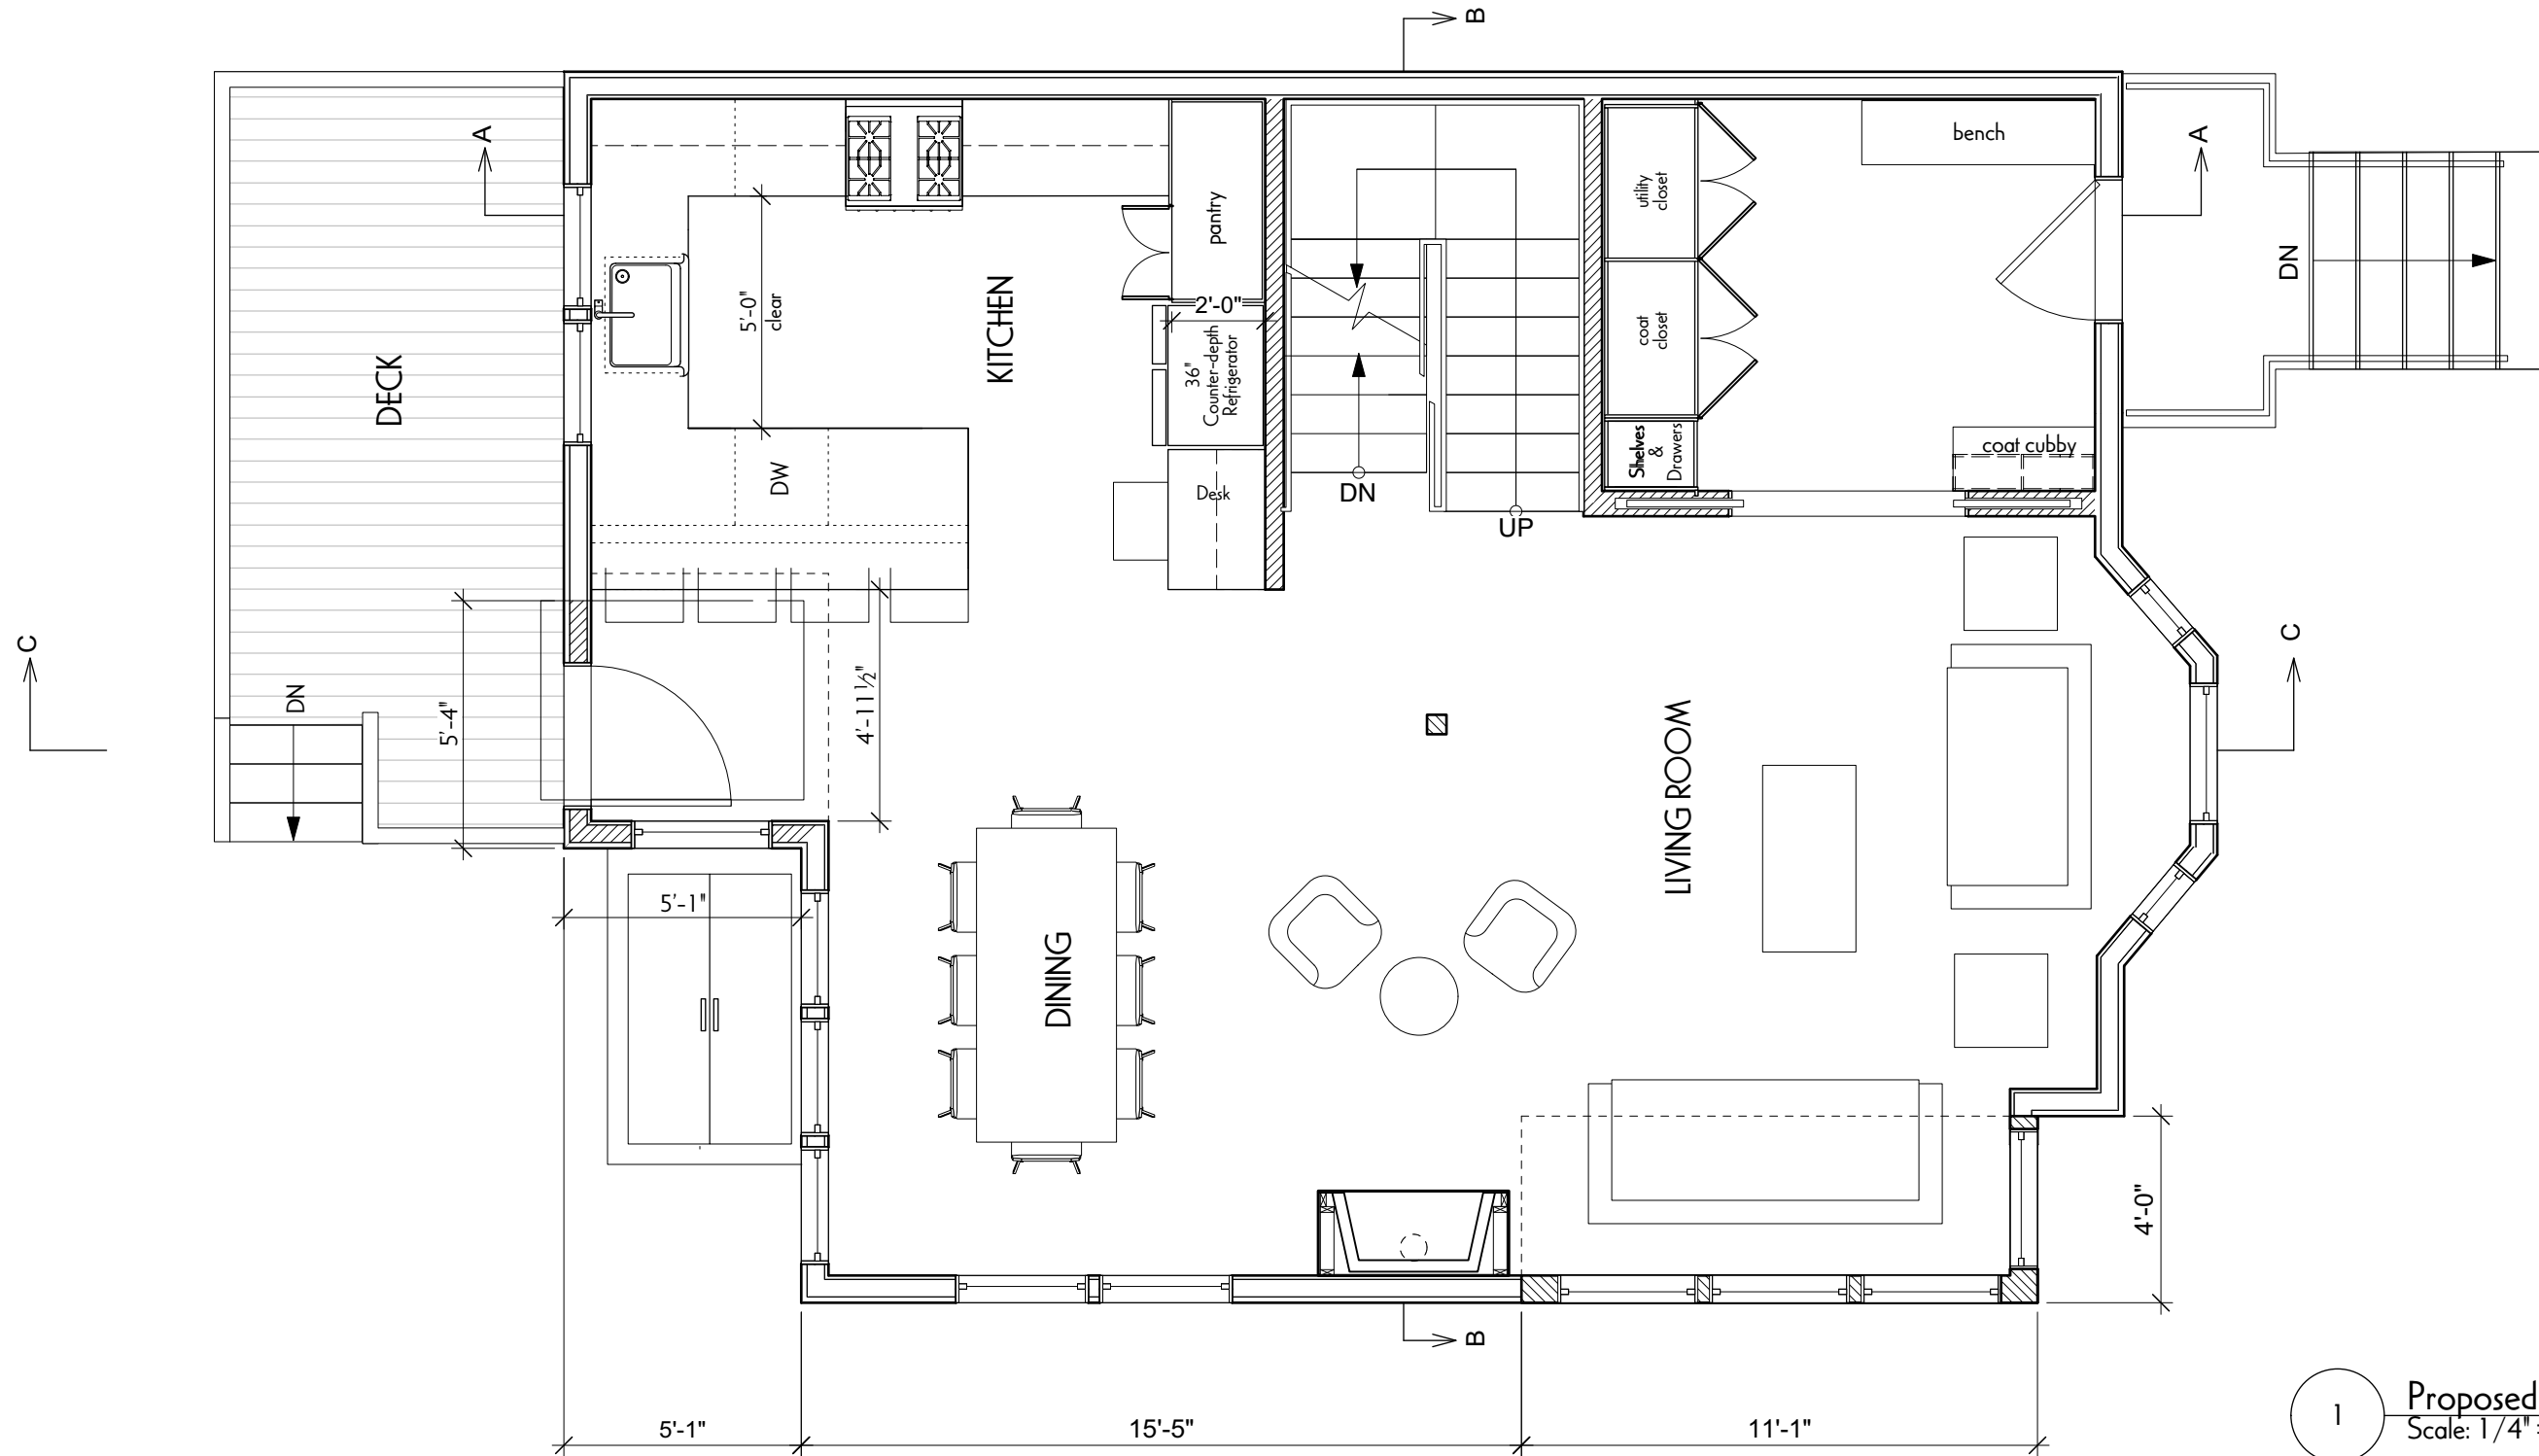 B
A
A
bench
utility
closet
pantry
DN
5'-0"
clear
KITCHEN
2'-0"
36"
Counter-depth
Refrigerator
coat
closet
DECK
DW
Desk
DN
UP
Shelves
&
Drawers
coat cubby
C
C
DN
5'-4"
4'-11 ½"
LIVING ROOM
5'-1"
DINING
4'-0"
B
5'-1"
15'-5"
11'-1"
1
Proposed
Scale: 1/4"